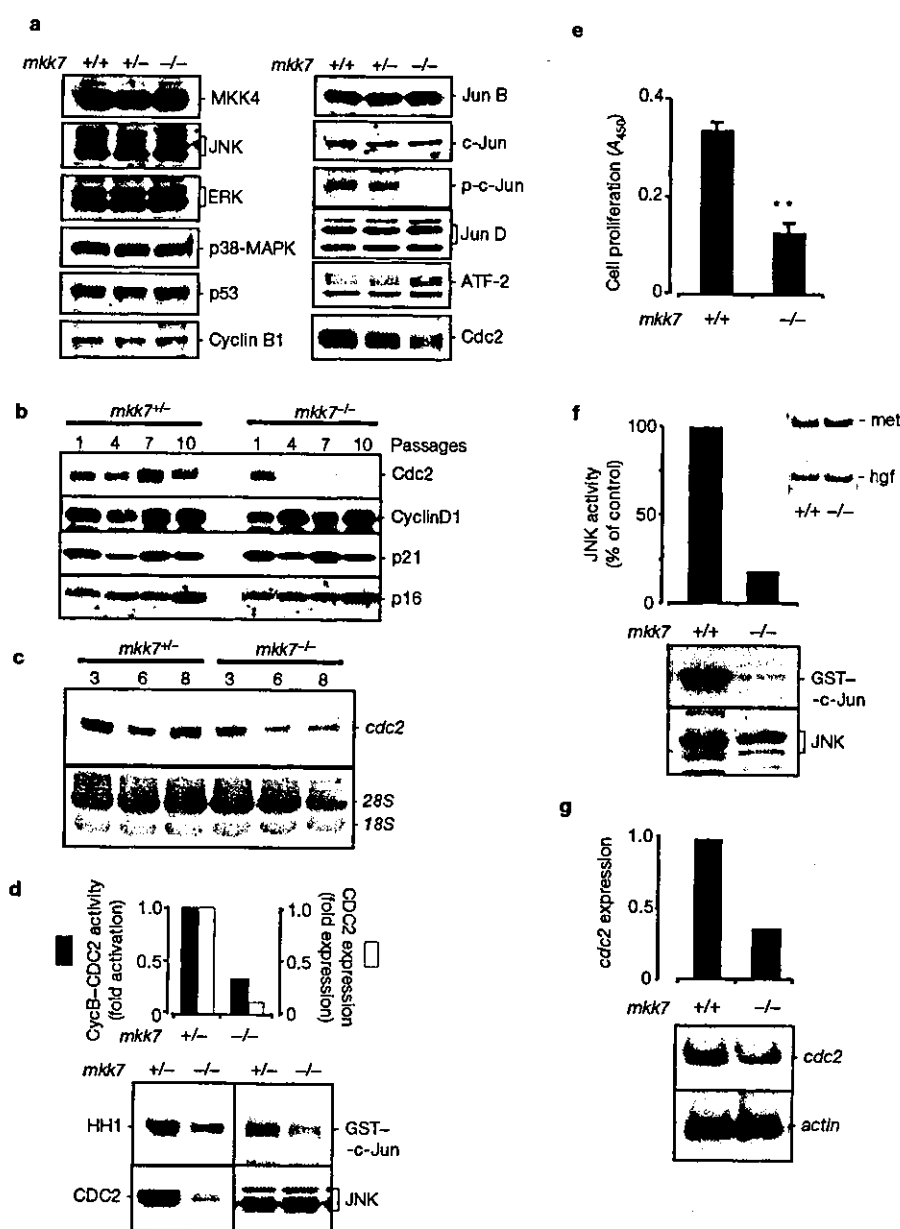 a
mkk7 +/+ +/– –/–
MKK4
JNK
ERK
p38-MAPK
p53
Cyclin B1
mkk7 +/+ +/– –/–
Jun B
c-Jun
p-c-Jun
Jun D
ATF-2
Cdc2
b
mkk7+/– mkk7–/–
1 4 7 10 1 4 7 10 Passages
Cdc2
CyclinD1
p21
p16
c
mkk7+/– mkk7–/–
3 6 8 3 6 8
cdc2
28S
18S
d
CycB–CDC2 activity
(fold activation)
1.0
0.5
0
1.0
0.5
0
CDC2 expression
(fold expression)
mkk7 +/– –/–
mkk7 +/– –/– +/– –/–
HH1
GST–
-c-Jun
CDC2
JNK
e
Cell proliferation (A450)
0.4
0.2
0
**
mkk7 +/+ –/–
f
JNK activity
(% of control)
100
50
0
- met
- hgf
+/+ –/–
mkk7 +/+ –/–
GST–
-c-Jun
JNK
g
cdc2 expression
1.0
0.5
0
mkk7 +/+ –/–
cdc2
actin